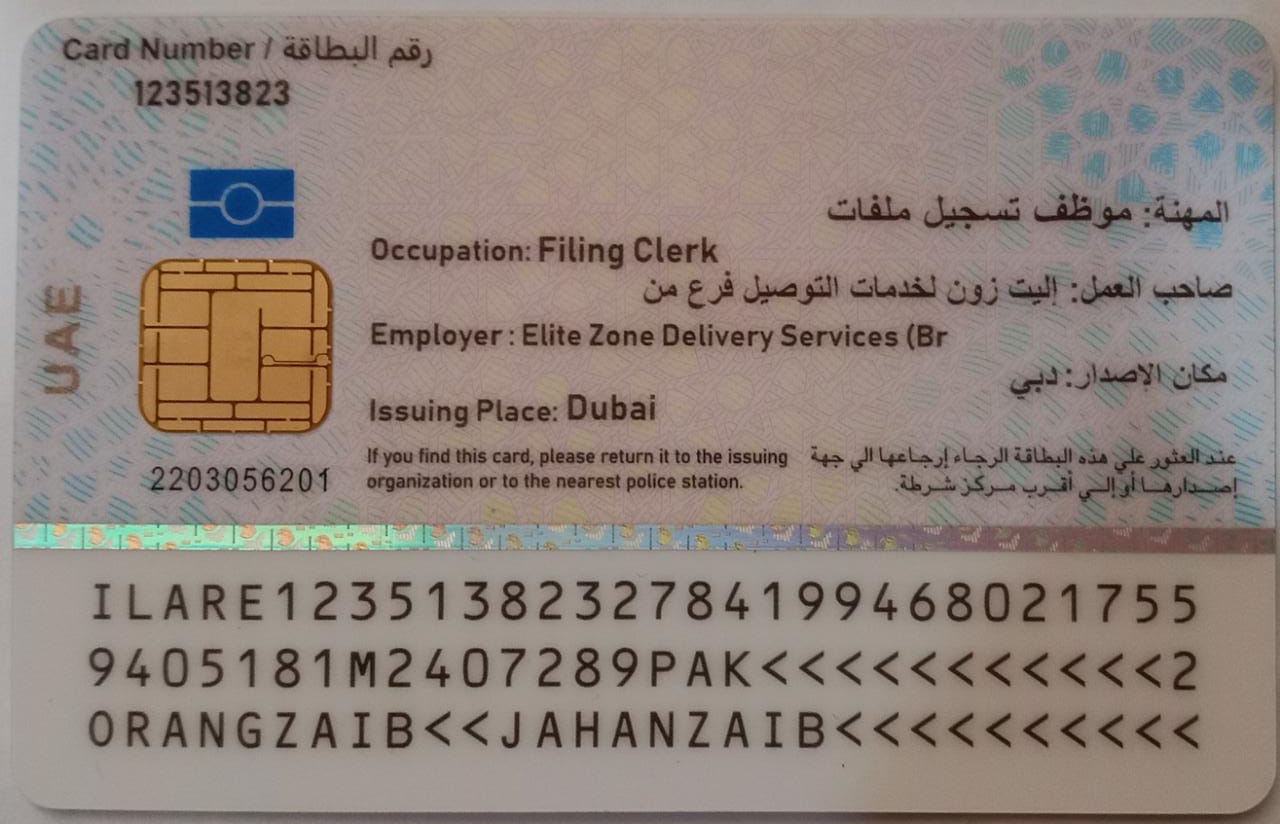 Card Number / رقم البطاقة
123513823
المهنة: موظف تسجيل ملفات
Occupation: Filing Clerk
صاحب العمل: إليت زون لخدمات التوصيل فرع من
Employer : Elite Zone Delivery Services (Br
مكان الإصدار: دبي
Issuing Place: Dubai
UAE
2203056201
If you find this card, please return it to the issuing
organization or to the nearest police station.
عند العثور علي هذه البطاقة الرجاء إرجاعها الي جهة
إصدارها أو إلي أقرب مركز شرطة.
ILARE1235138232784199468021755
9405181M2407289PAK<<<<<<<<<<<2
ORANGZAIB<<JAHANZAIB<<<<<<<<<<